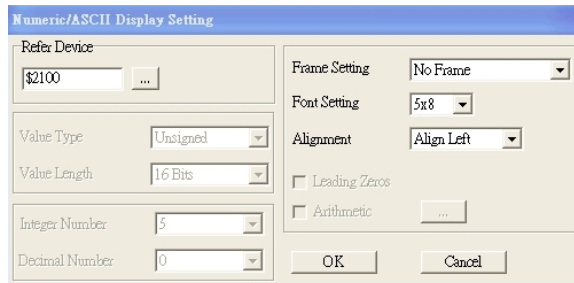 Numeric/ASCII Display Setting
Refer Device
$2100
...
Value Type
Unsigned
Value Length
16 Bits
Integer Number
5
Decimal Number
0
Frame Setting
No Frame
Font Setting
5x8
Alignment
Align Left
Leading Zeros
Arithmetic
...
OK
Cancel